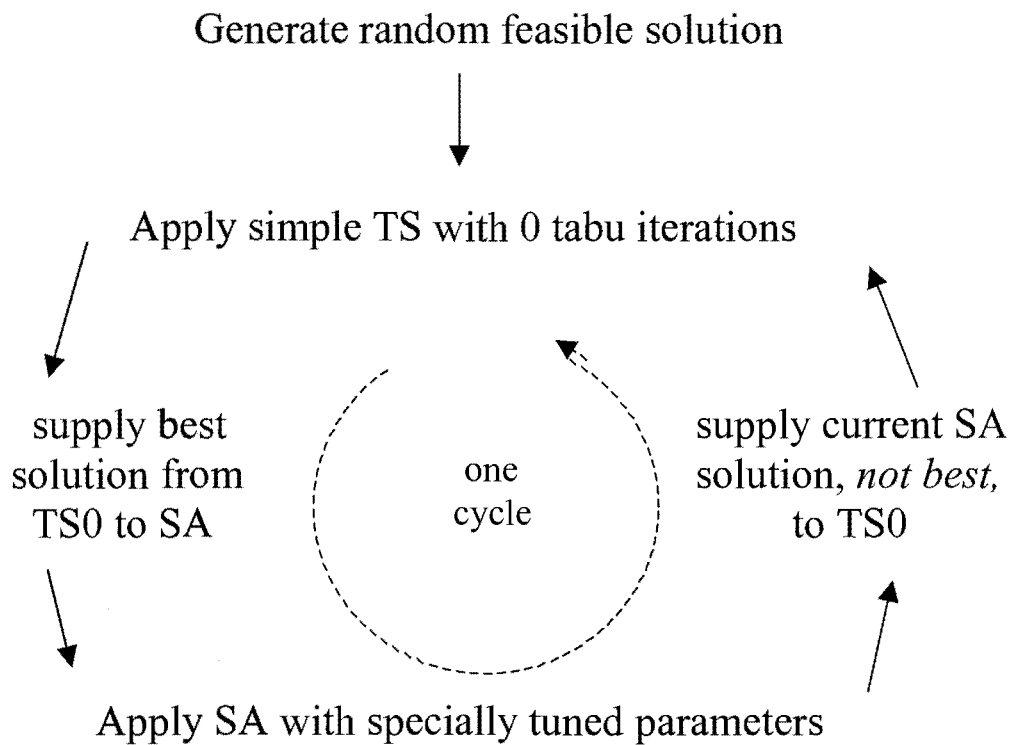 Generate random feasible solution
Apply simple TS with 0 tabu iterations
supply best
solution from
TS0 to SA
one
cycle
supply current SA
solution, not best,
to TS0
Apply SA with specially tuned parameters